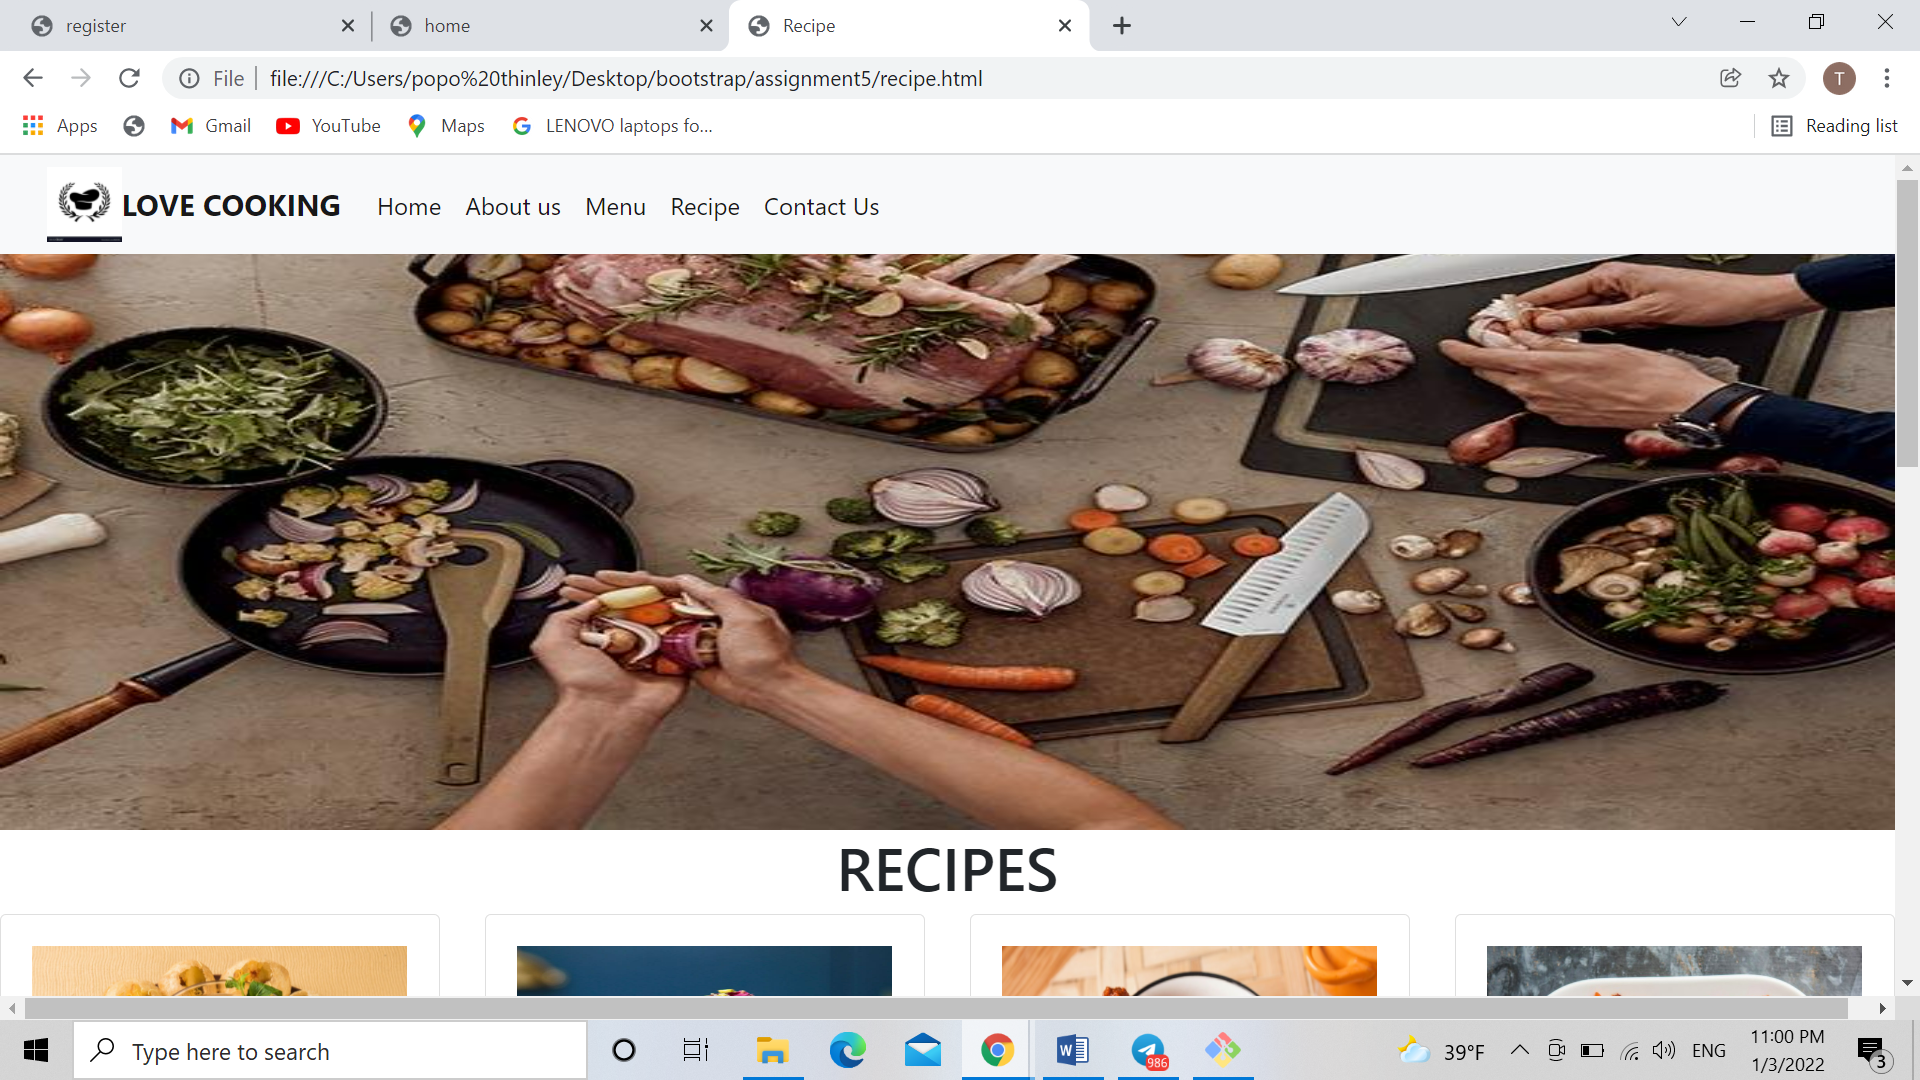 register
home
Recipe
File
file:///C:/Users/popo%20thinley/Desktop/bootstrap/assignment5/recipe.html
T
Apps
Gmail
YouTube
Maps
LENOVO laptops fo...
Reading list
LOVE COOKING
Home
About us
Menu
Recipe
Contact Us
RECIPES
Type here to search
986
39°F
ENG
11:00 PM
1/3/2022
3